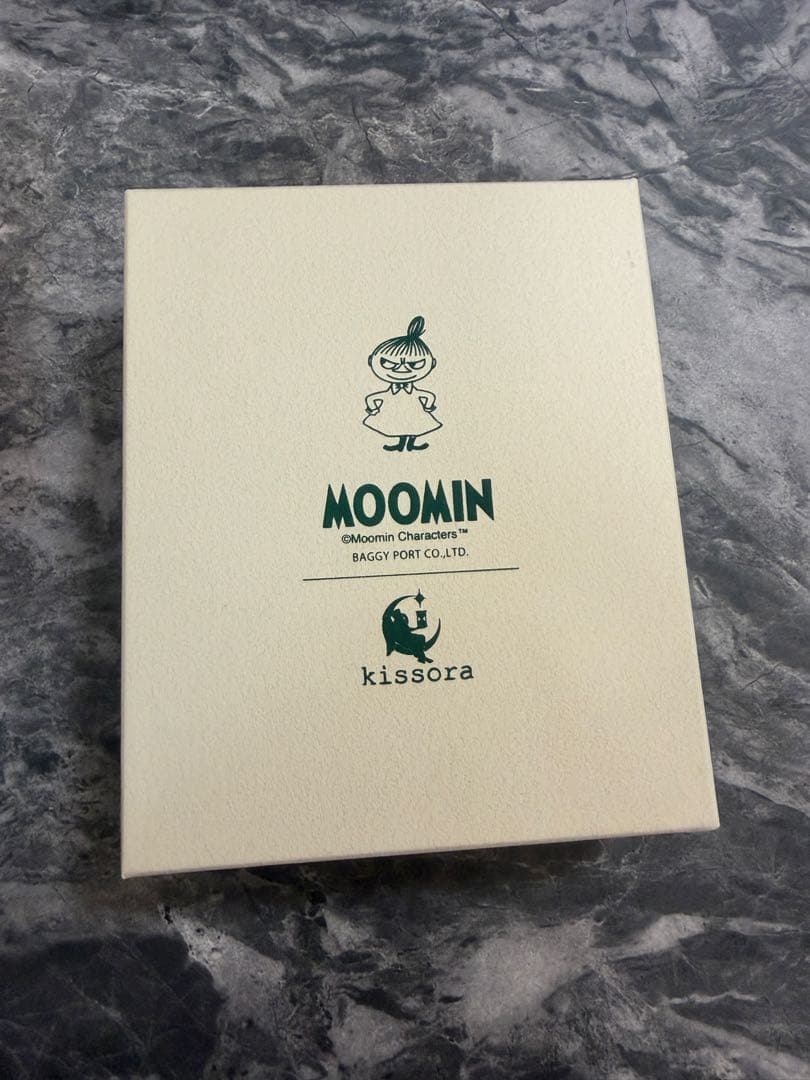 MOOMIN
©Moomin Characters™
BAGGY PORT CO.,LTD.
kissora